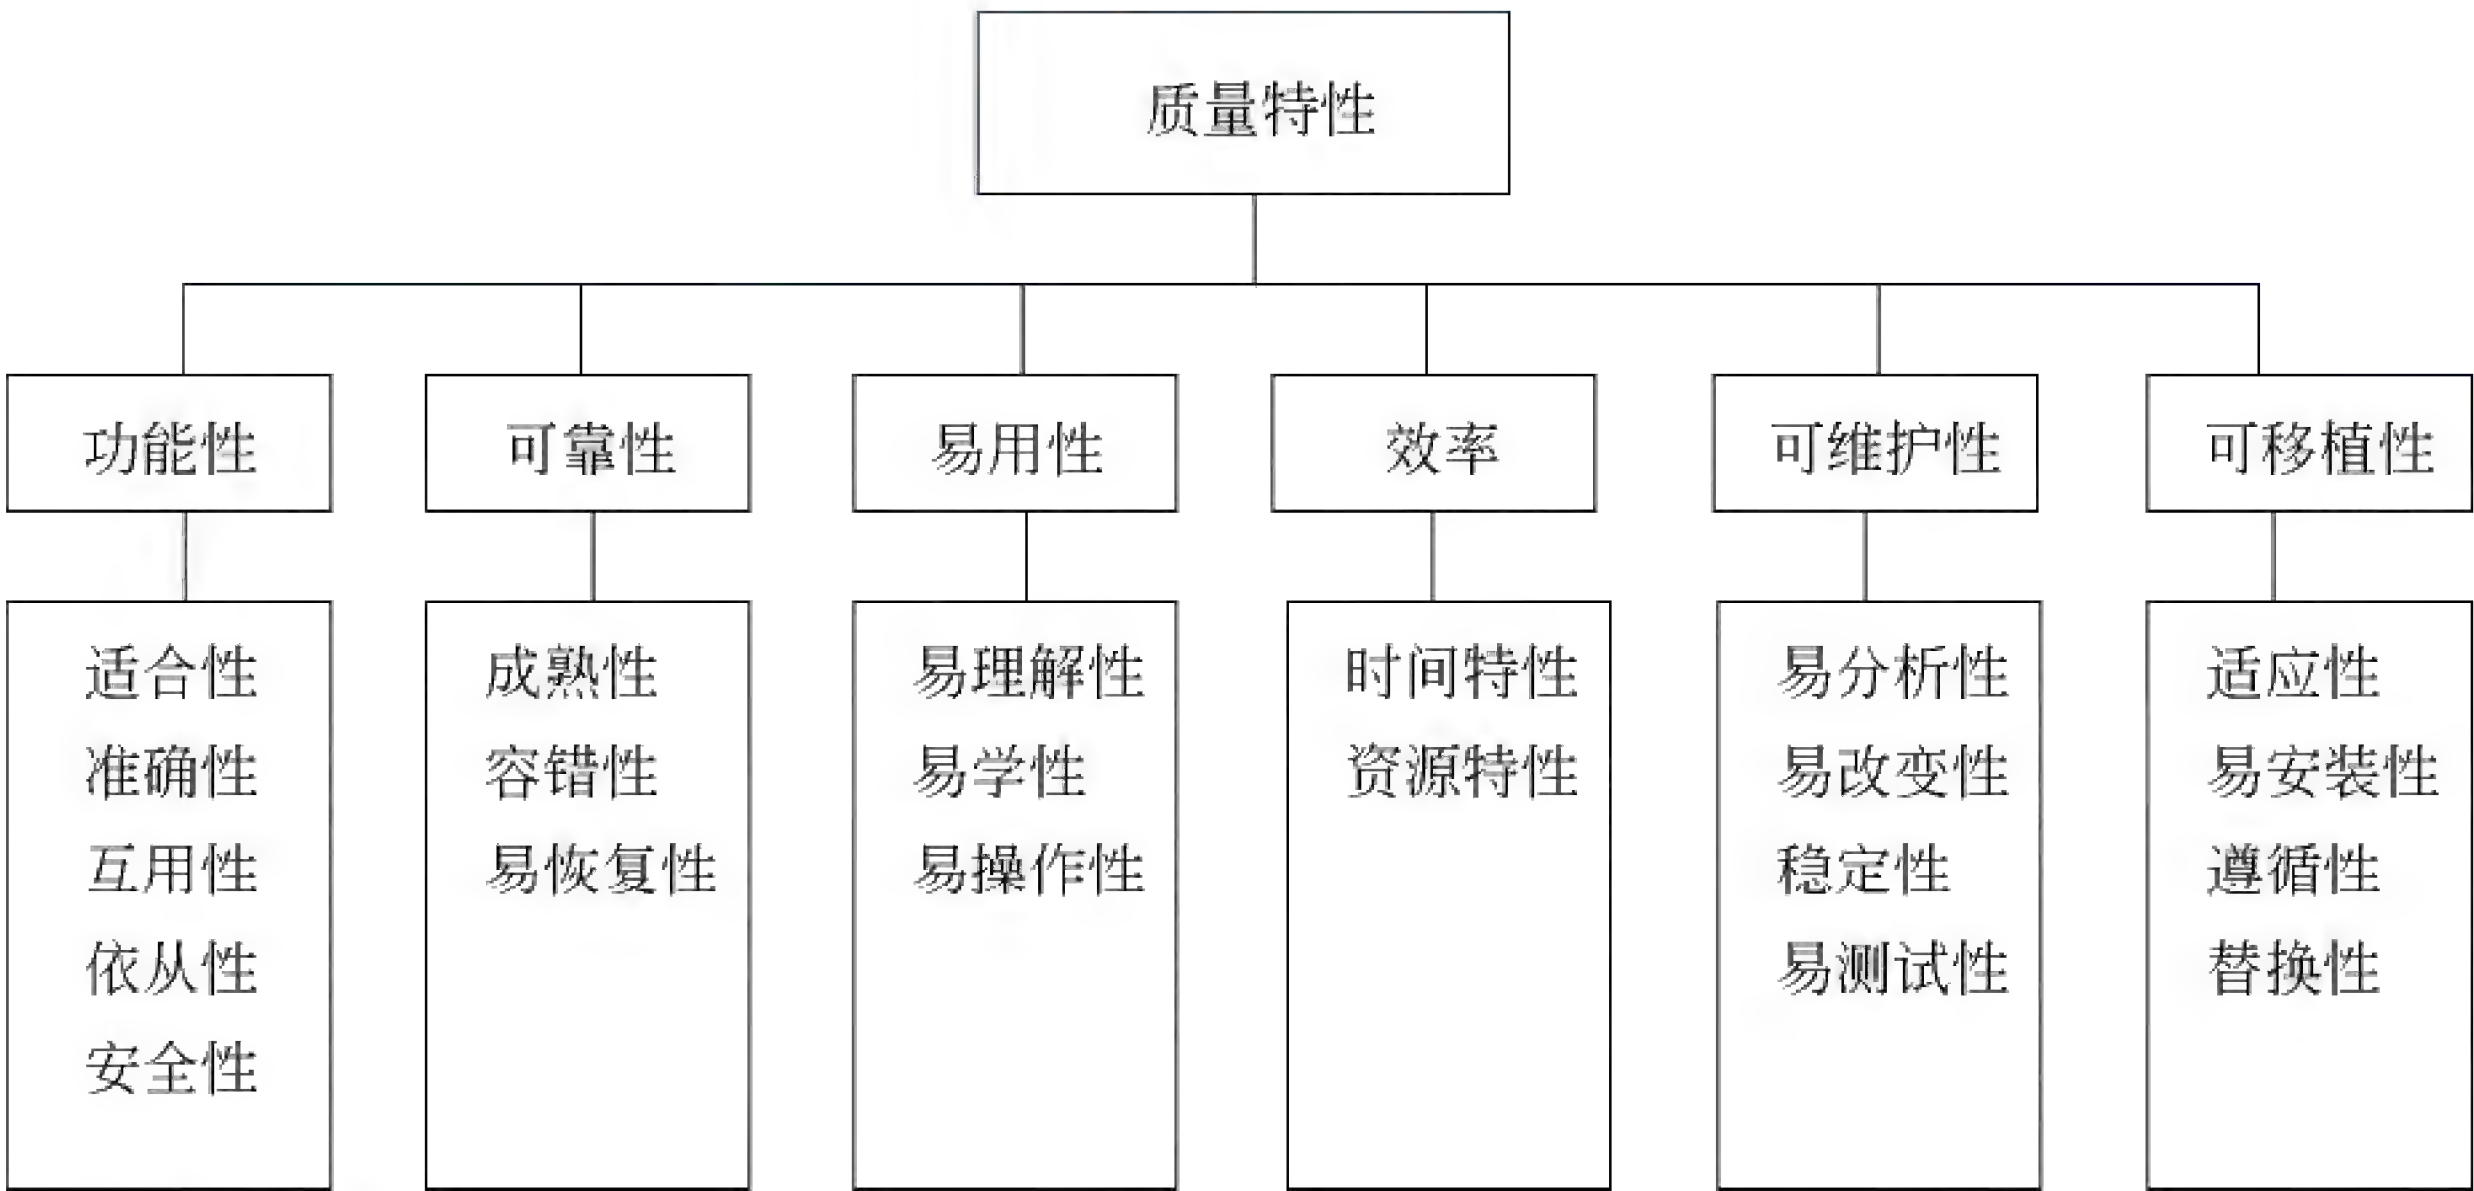 质量特性
功能性
可靠性
易用性
效率
可维护性
可移植性
适合性
准确性
互用性
依从性
安全性
成熟性
容错性
易恢复性
易理解性
易学性
易操作性
时间特性
资源特性
易分析性
易改变性
稳定性
易测试性
适应性
易安装性
遵循性
替换性